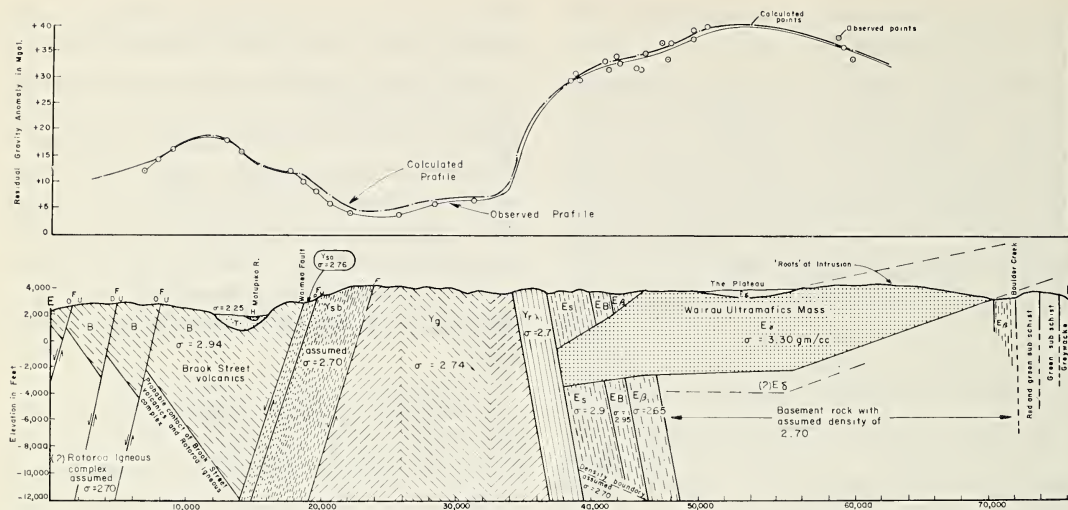 Residual Gravity Anomaly in Mgal.
+40
+35
+30
+25
+20
+15
+10
+5
0
Calculated points
Observed points
Calculated Profile
Observed Profile
Elevation in Feet
4,000
2,000
0
-2,000
-4,000
-6,000
-8,000
-10,000
-12,000
E
F
D U
F
D U
F
D U
B
B
B
σ = 2.94
Brook Street volcanics
σ=2.25
Motupiko R.
H
T
Waimea Fault
Ysa
σ=2.76
F
Ysb
assumed
σ=2.70
Yg
σ = 2.74
σ=2.7
Es
EB
The Plateau
'Roots' of Intrusion
Wairau Ultramafics Mass
σ = 3.30 gm/cc
Boulder Creek
Red and green sub schist
Green sub schist
Greywacke
(?) Eδ
Es
σ=2.9
EB
σ=2.95
σ=2.65
Basement rock with assumed density of 2.70
Density boundary
assumed
σ=2.70
Probable contact of Brook Street volcanics and Rotoroa Igneous complex
(?) Rotoroa Igneous complex
assumed
σ=2.70
10,000
20,000
30,000
40,000
50,000
60,000
70,000